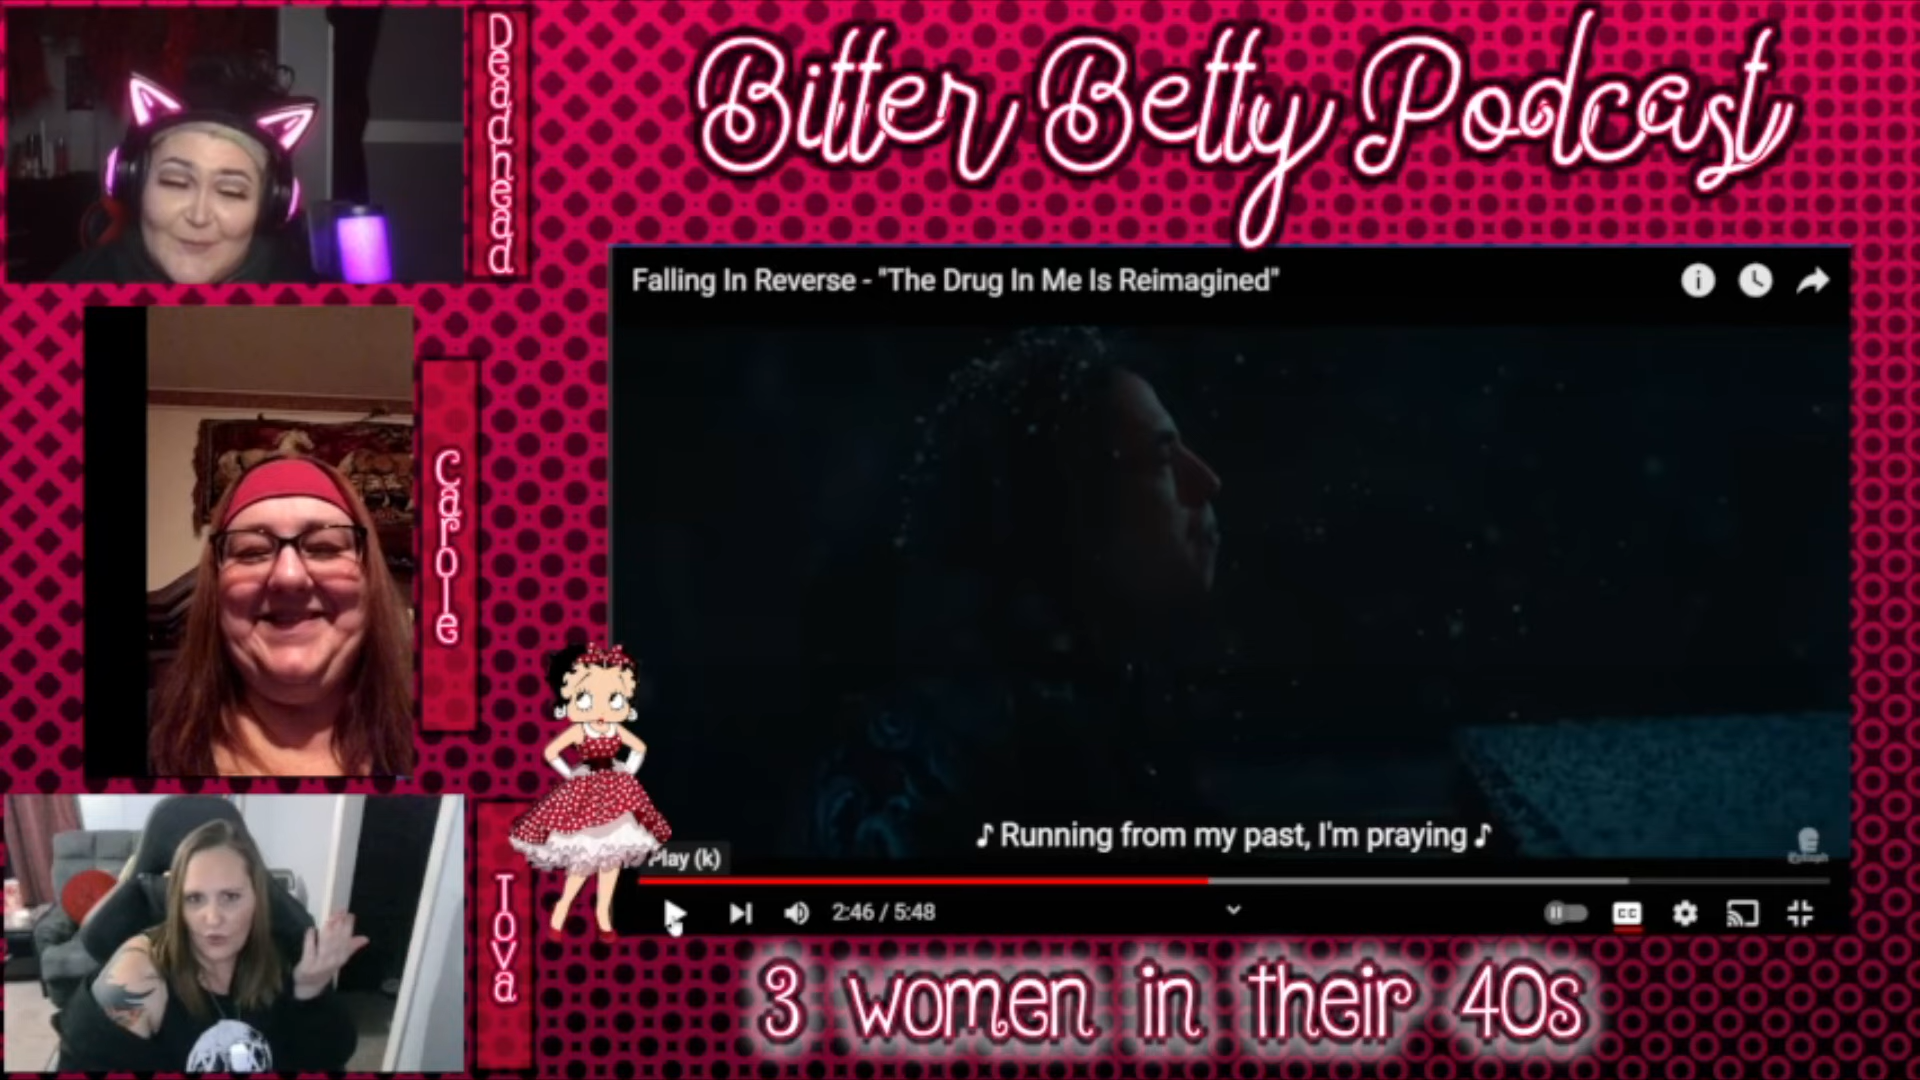 Deadhead
Bitter Betty Podcast
Falling In Reverse - "The Drug In Me Is Reimagined"
Carole
♪ Running from my past, I'm praying ♪
Play (k)
2:46 / 5:48
CC
Tova
3 women in their 40s